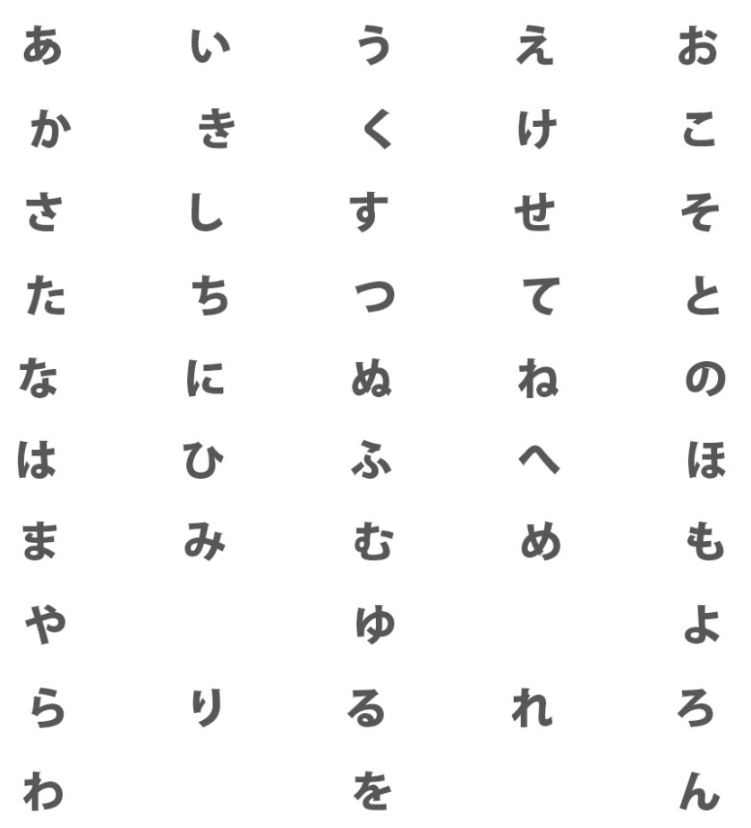 あ い う え お
か き く け こ
さ し す せ そ
た ち つ て と
な に ぬ ね の
は ひ ふ へ ほ
ま み む め も
や ゆ よ
ら り る れ ろ
わ を ん